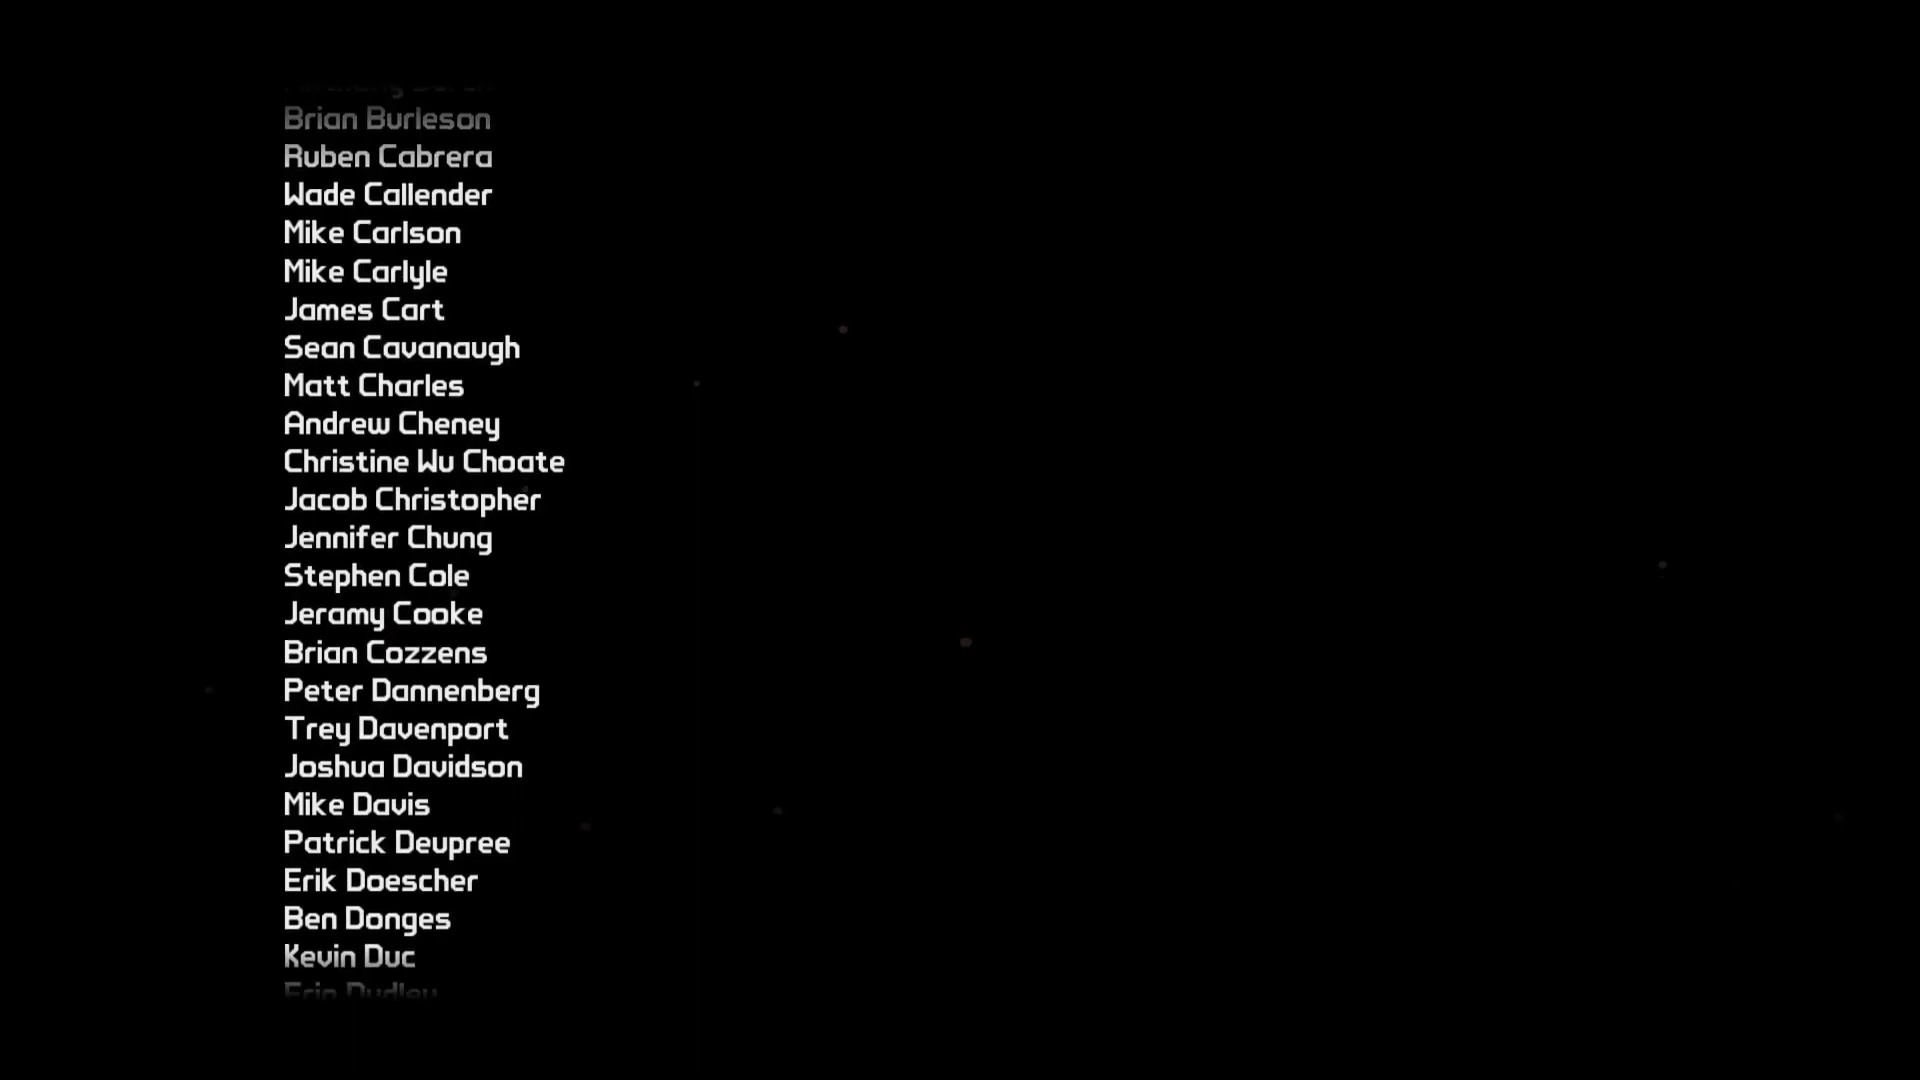 Brian Burleson
Ruben Cabrera
Wade Callender
Mike Carlson
Mike Carlyle
James Cart
Sean Cavanaugh
Matt Charles
Andrew Cheney
Christine Wu Choate
Jacob Christopher
Jennifer Chung
Stephen Cole
Jeramy Cooke
Brian Cozzens
Peter Dannenberg
Trey Davenport
Joshua Davidson
Mike Davis
Patrick Deupree
Erik Doescher
Ben Donges
Kevin Duc
Erin Dudley